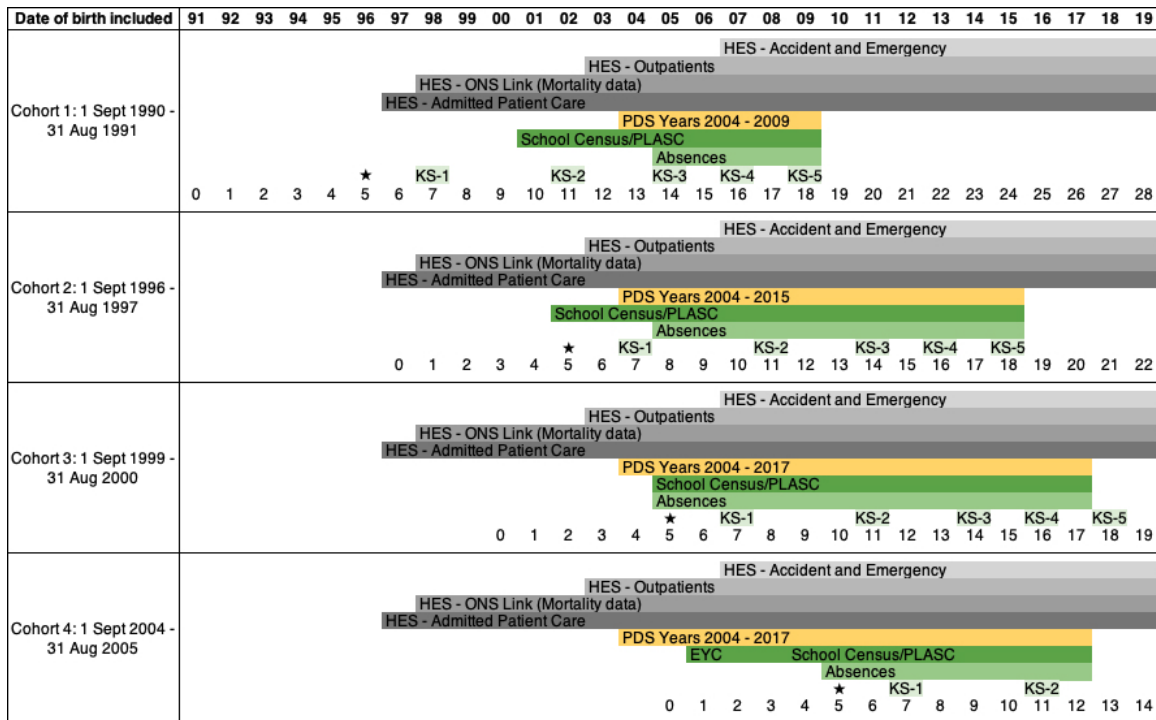 Date of birth included 91 92 93 94 95 96 97 98 99 00 01 02 03 04 05 06 07 08 09 10 11 12 13 14 15 16 17 18 19
Cohort 1: 1 Sept 1990 -
31 Aug 1991
HES - Accident and Emergency
HES - Outpatients
HES - ONS Link (Mortality data)
HES - Admitted Patient Care
PDS Years 2004 - 2009
School Census/PLASC
Absences
★ KS-1 KS-2 KS-3 KS-4 KS-5
0 1 2 3 4 5 6 7 8 9 10 11 12 13 14 15 16 17 18 19 20 21 22 23 24 25 26 27 28
Cohort 2: 1 Sept 1996 -
31 Aug 1997
HES - Accident and Emergency
HES - Outpatients
HES - ONS Link (Mortality data)
HES - Admitted Patient Care
PDS Years 2004 - 2015
School Census/PLASC
Absences
★ KS-1 KS-2 KS-3 KS-4 KS-5
0 1 2 3 4 5 6 7 8 9 10 11 12 13 14 15 16 17 18 19 20 21 22
Cohort 3: 1 Sept 1999 -
31 Aug 2000
HES - Accident and Emergency
HES - Outpatients
HES - ONS Link (Mortality data)
HES - Admitted Patient Care
PDS Years 2004 - 2017
School Census/PLASC
Absences
★ KS-1 KS-2 KS-3 KS-4 KS-5
0 1 2 3 4 5 6 7 8 9 10 11 12 13 14 15 16 17 18 19
Cohort 4: 1 Sept 2004 -
31 Aug 2005
HES - Accident and Emergency
HES - Outpatients
HES - ONS Link (Mortality data)
HES - Admitted Patient Care
PDS Years 2004 - 2017
EYC School Census/PLASC
Absences
★ KS-1 KS-2
0 1 2 3 4 5 6 7 8 9 10 11 12 13 14